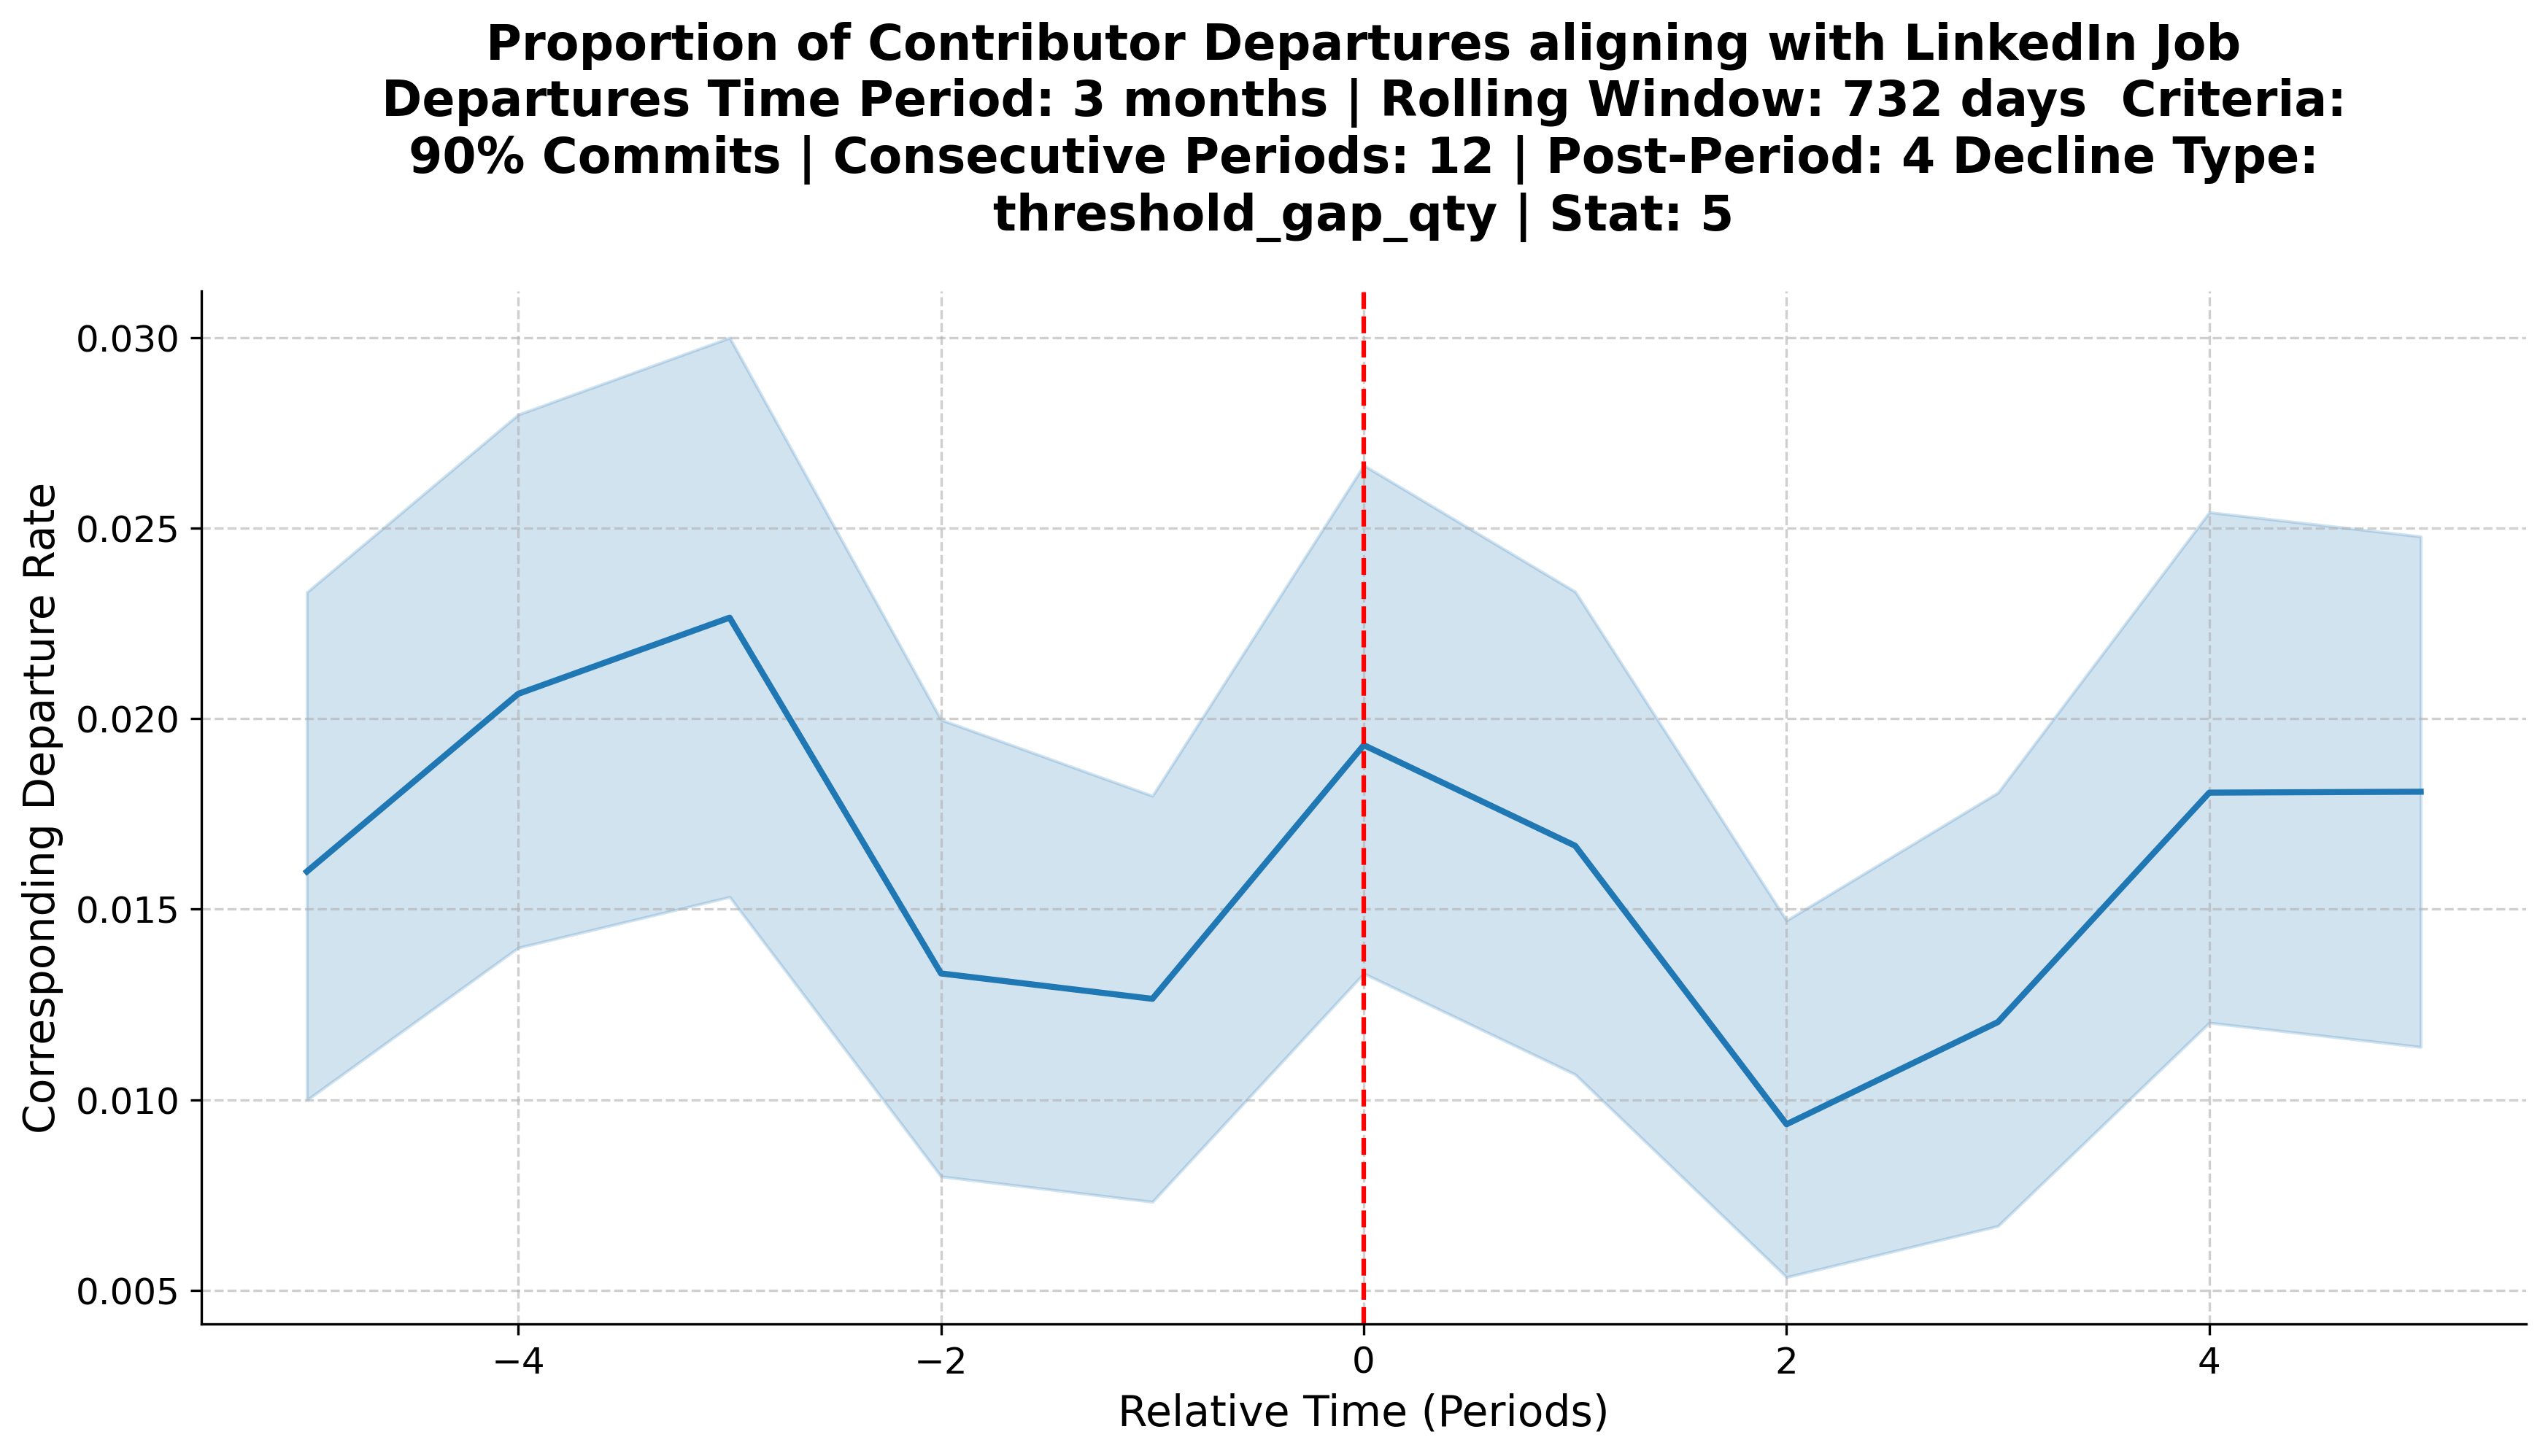 Proportion of Contributor Departures aligning with LinkedIn Job
Departures Time Period: 3 months | Rolling Window: 732 days  Criteria:
90% Commits | Consecutive Periods: 12 | Post-Period: 4 Decline Type:
threshold_gap_qty | Stat: 5
Corresponding Departure Rate
0.030
0.025
0.020
0.015
0.010
0.005
−4
−2
0
2
4
Relative Time (Periods)